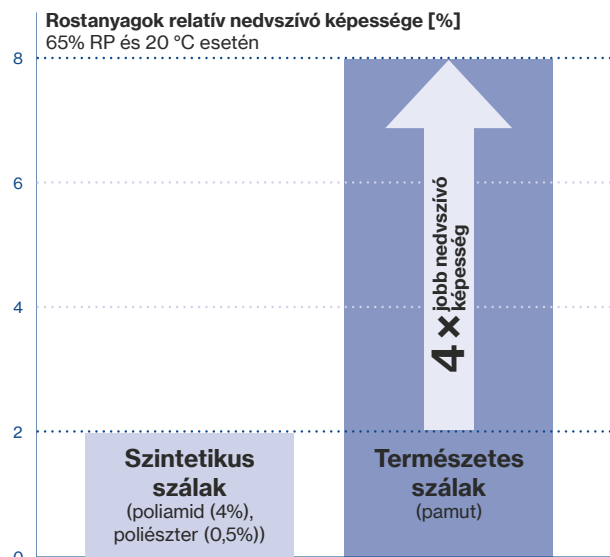 Rostanyagok relatív nedvszívó képessége [%]
65% RP és 20 °C esetén
8
6
4
2
0
4 × jobb nedvszívó
képesség
Szintetikus
szálak
(poliamid (4%),
poliészter (0,5%))
Természetes
szálak
(pamut)